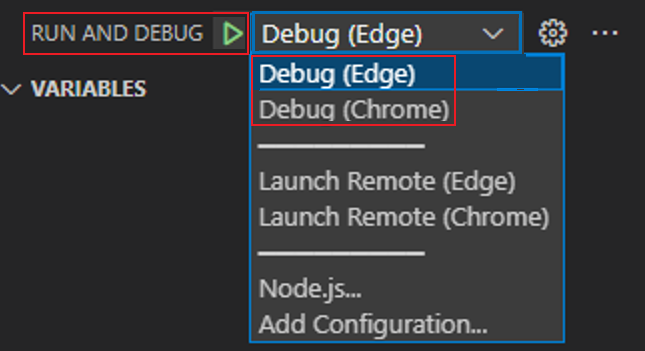 RUN AND DEBUG Debug (Edge) ...
VARIABLES
Debug (Edge)
Debug (Chrome)
Launch Remote (Edge)
Launch Remote (Chrome)
Node.js...
Add Configuration...